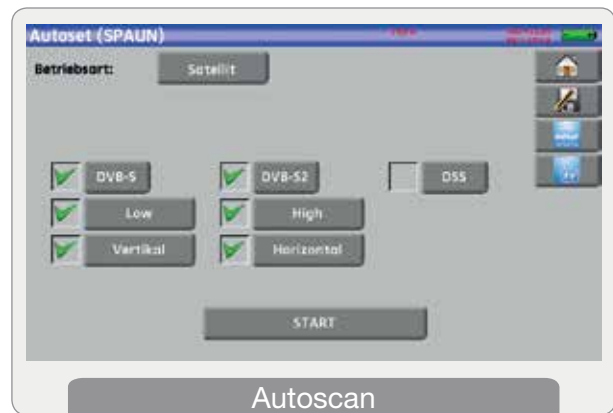 Autoset (SPAUN)
Betriebsart: Satellit
DVB-S DVB-S2 DSS
Low High
Vertikal Horizontal
START
Autoscan